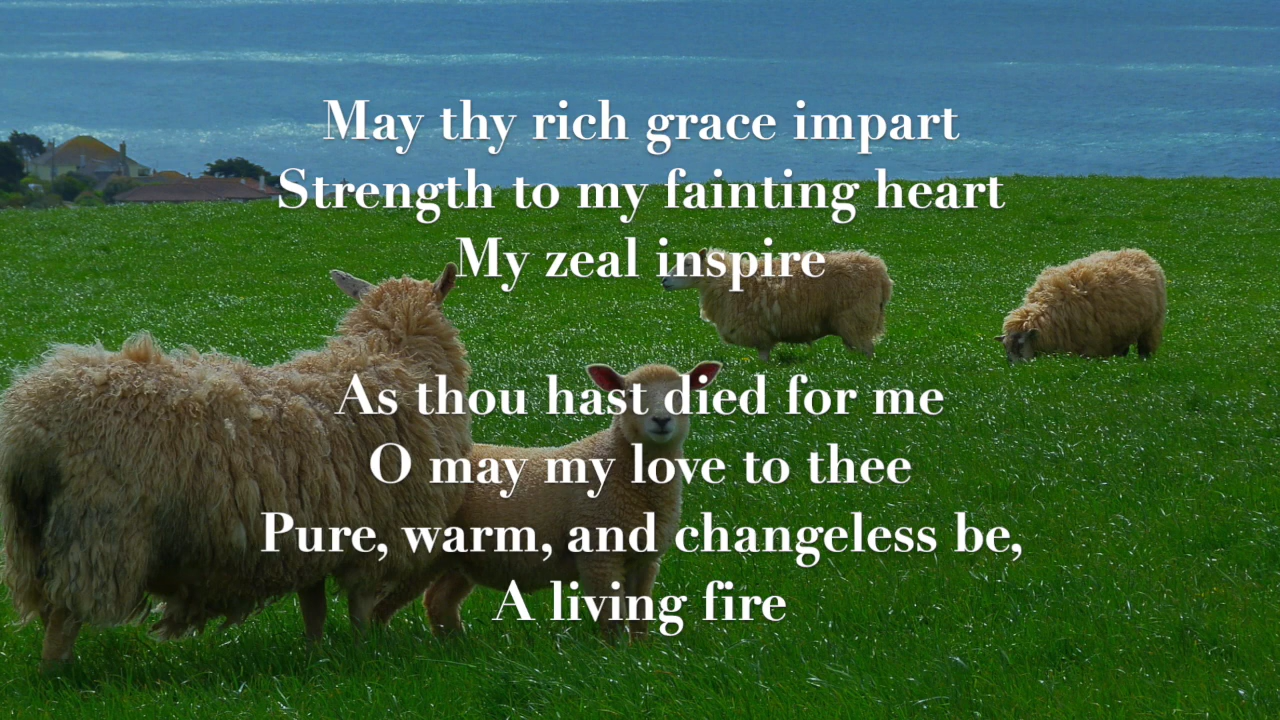 May thy rich grace impart
Strength to my fainting heart
My zeal inspire
As thou hast died for me
O may my love to thee
Pure, warm, and changeless be,
A living fire